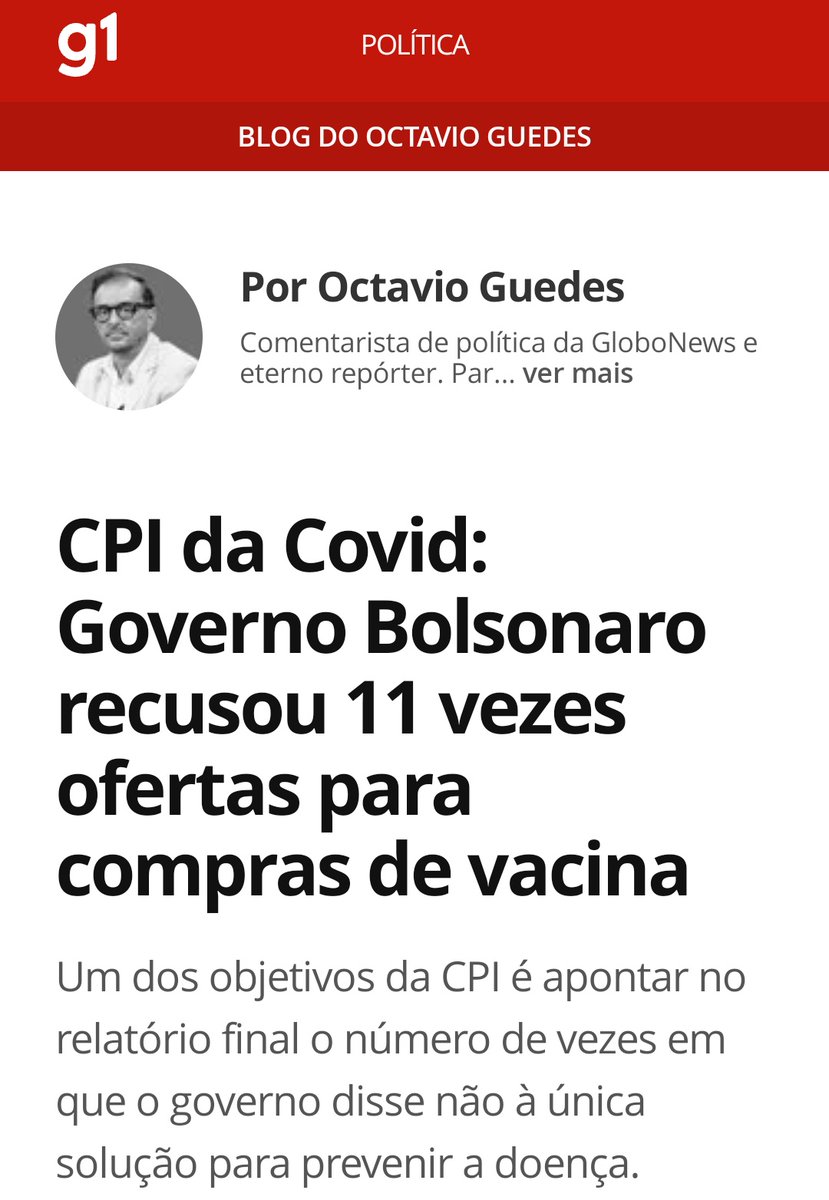 g1
POLÍTICA
BLOG DO OCTAVIO GUEDES
Por Octavio Guedes
Comentarista de política da GloboNews e
eterno repórter. Par... ver mais
CPI da Covid:
Governo Bolsonaro
recusou 11 vezes
ofertas para
compras de vacina
Um dos objetivos da CPI é apontar no
relatório final o número de vezes em
que o governo disse não à única
solução para prevenir a doença.